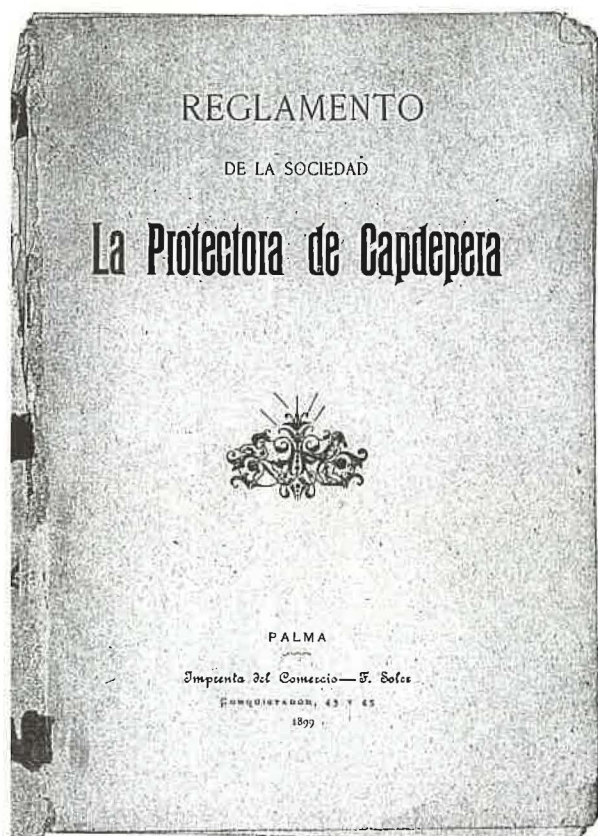 REGLAMENTO
DE LA SOCIEDAD
La Protectora de Capdepera
PALMA
Imprenta del Comercio—F. Soler
CONQUISTADOR, 43 Y 45
1899